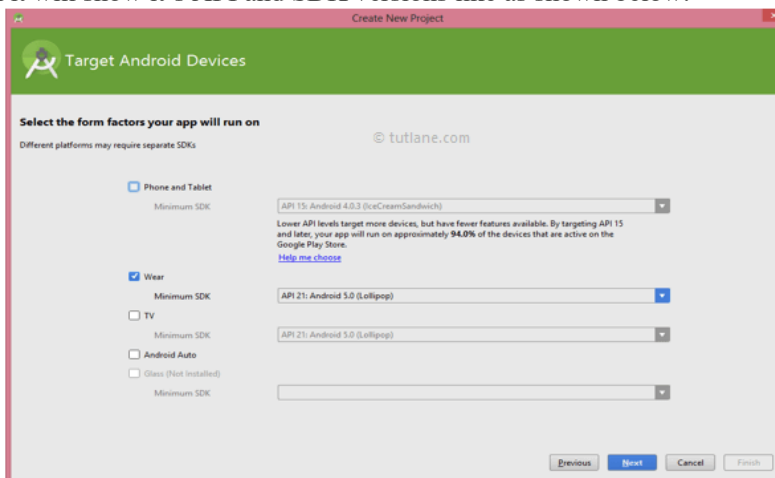 Create New Project
Target Android Devices
Select the form factors your app will run on
Different platforms may require separate SDKs
© tutlane.com
Phone and Tablet
Minimum SDK
API 15: Android 4.0.3 (IceCreamSandwich)
Lower API levels target more devices, but have fewer features available. By targeting API 15
and later, your app will run on approximately 94.0% of the devices that are active on the
Google Play Store.
Help me choose
Wear
Minimum SDK
API 21: Android 5.0 (Lollipop)
TV
Minimum SDK
API 21: Android 5.0 (Lollipop)
Android Auto
Glass (Not Installed)
Minimum SDK
Previous
Next
Cancel
Finish